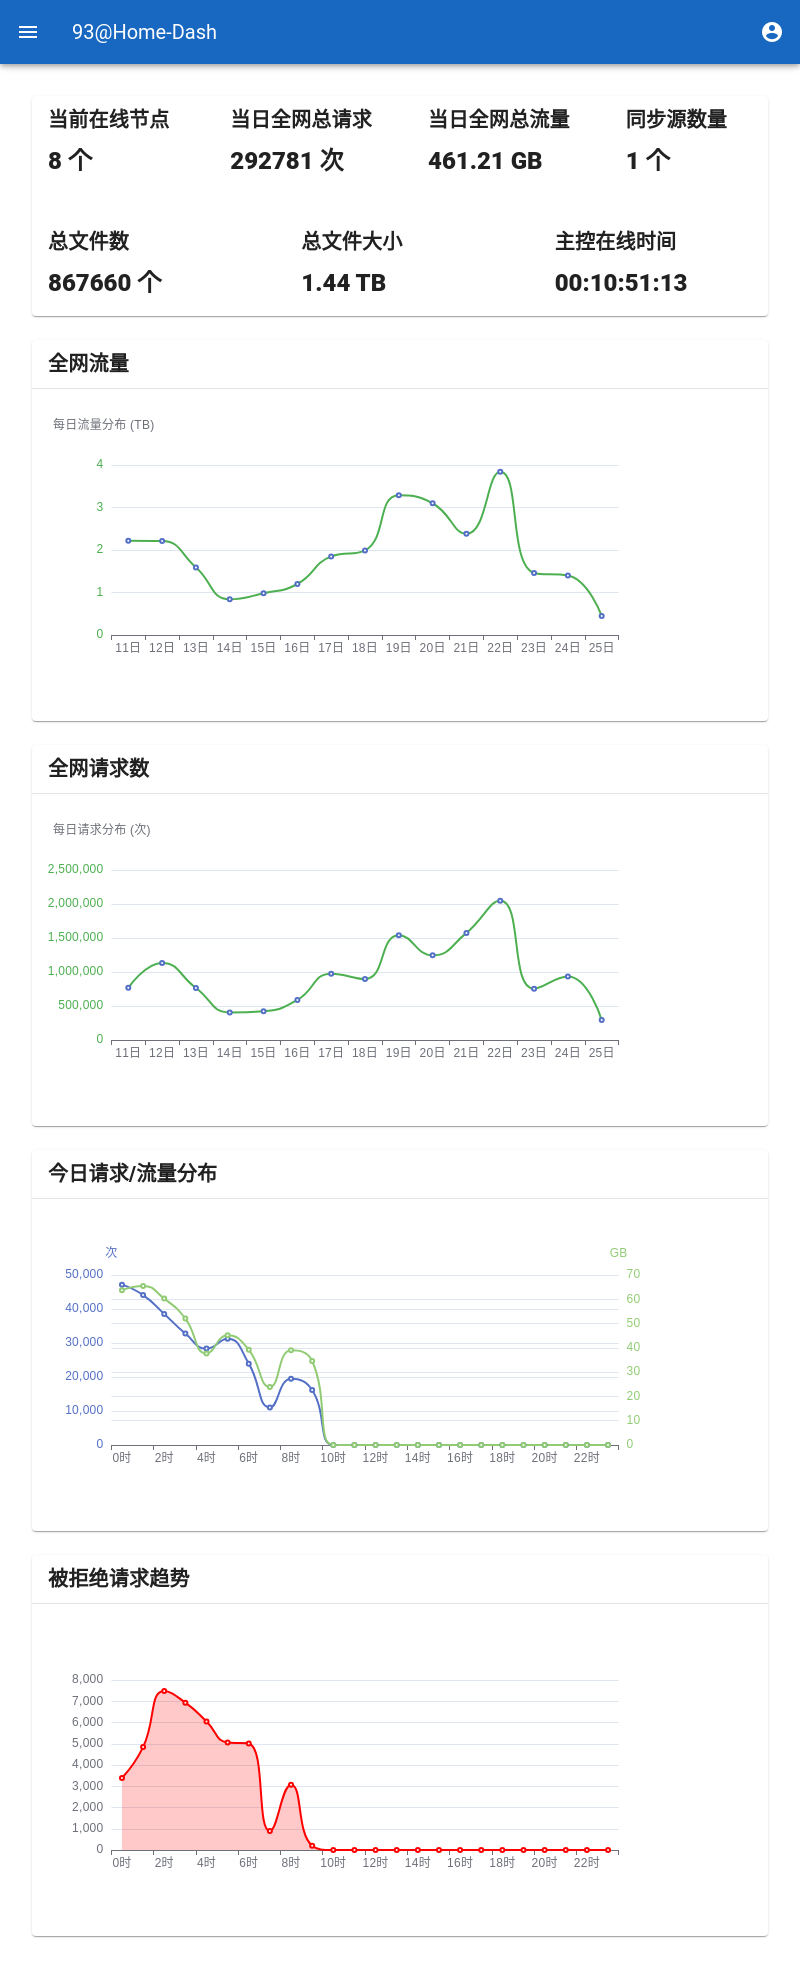 93@Home-Dash
当前在线节点 当日全网总请求 当日全网总流量 同步源数量
8 个 292781 次 461.21 GB 1 个
总文件数 总文件大小 主控在线时间
867660 个 1.44 TB 00:10:51:13
全网流量
每日流量分布 (TB)
4
3
2
1
0
11日 12日 13日 14日 15日 16日 17日 18日 19日 20日 21日 22日 23日 24日 25日
全网请求数
每日请求分布 (次)
2,500,000
2,000,000
1,500,000
1,000,000
500,000
0
11日 12日 13日 14日 15日 16日 17日 18日 19日 20日 21日 22日 23日 24日 25日
今日请求/流量分布
次 GB
50,000 70
60
40,000
50
30,000 40
20,000 30
20
10,000
10
0 0
0时 2时 4时 6时 8时 10时 12时 14时 16时 18时 20时 22时
被拒绝请求趋势
8,000
7,000
6,000
5,000
4,000
3,000
2,000
1,000
0
0时 2时 4时 6时 8时 10时 12时 14时 16时 18时 20时 22时